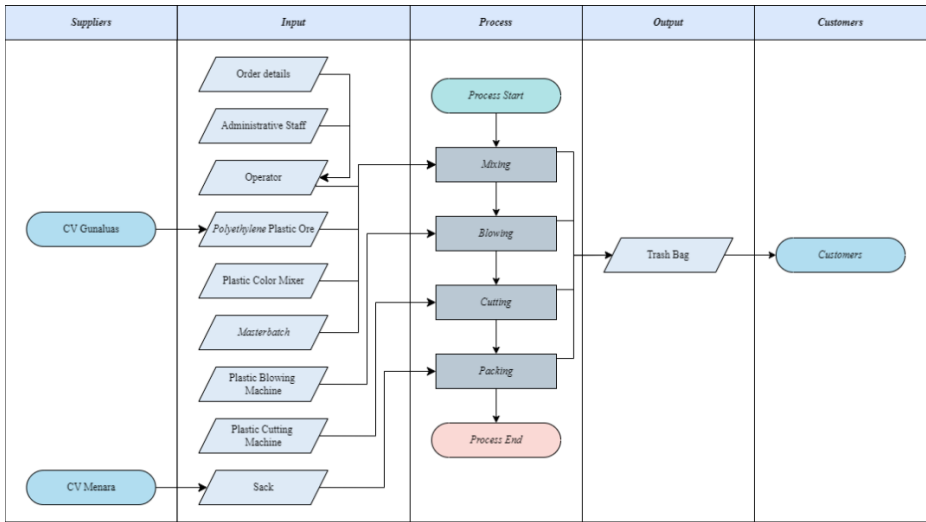 Suppliers
Input
Process
Output
Customers
Order details
Administrative Staff
Operator
CV Gunaluas
Polyethylene Plastic Ore
Plastic Color Mixer
Masterbatch
Plastic Blowing
Machine
Plastic Cutting
Machine
CV Menara
Sack
Process Start
Mixing
Blowing
Cutting
Packing
Process End
Trash Bag
Customers